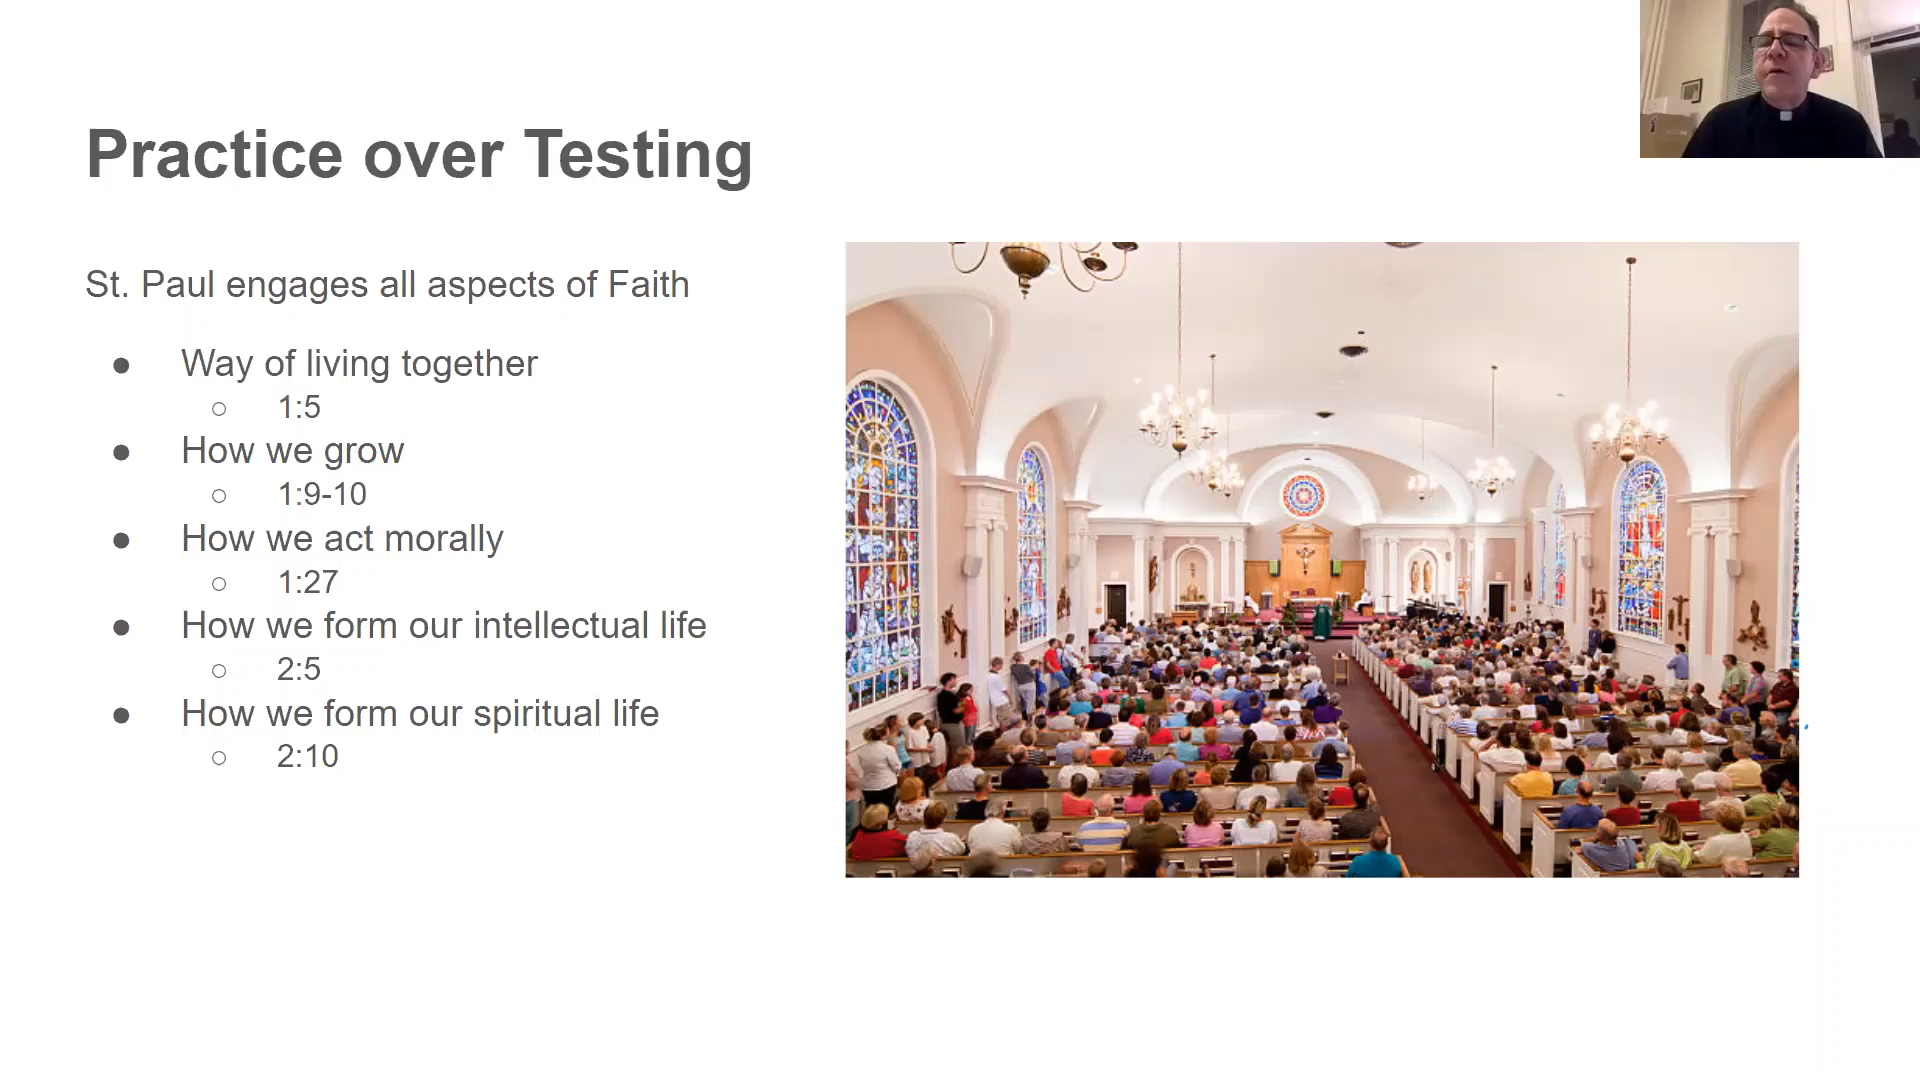 Practice over Testing
St. Paul engages all aspects of Faith
● Way of living together
○ 1:5
● How we grow
○ 1:9-10
● How we act morally
○ 1:27
● How we form our intellectual life
○ 2:5
● How we form our spiritual life
○ 2:10